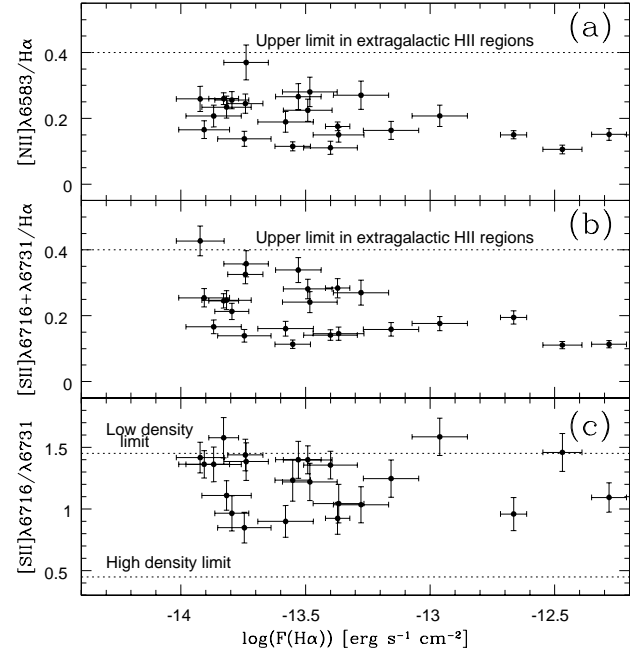 (a)
Upper limit in extragalactic HII regions
0.4
0.2
0
[NII]λ6583/Hα
(b)
Upper limit in extragalactic HII regions
0.4
0.2
0
[SII]λ6716+λ6731/Hα
(c)
Low density
limit
1.5
1
High density limit
0.5
[SII]λ6716/λ6731
-14 -13.5 -13 -12.5
log(F(Hα)) [erg s⁻¹ cm⁻²]